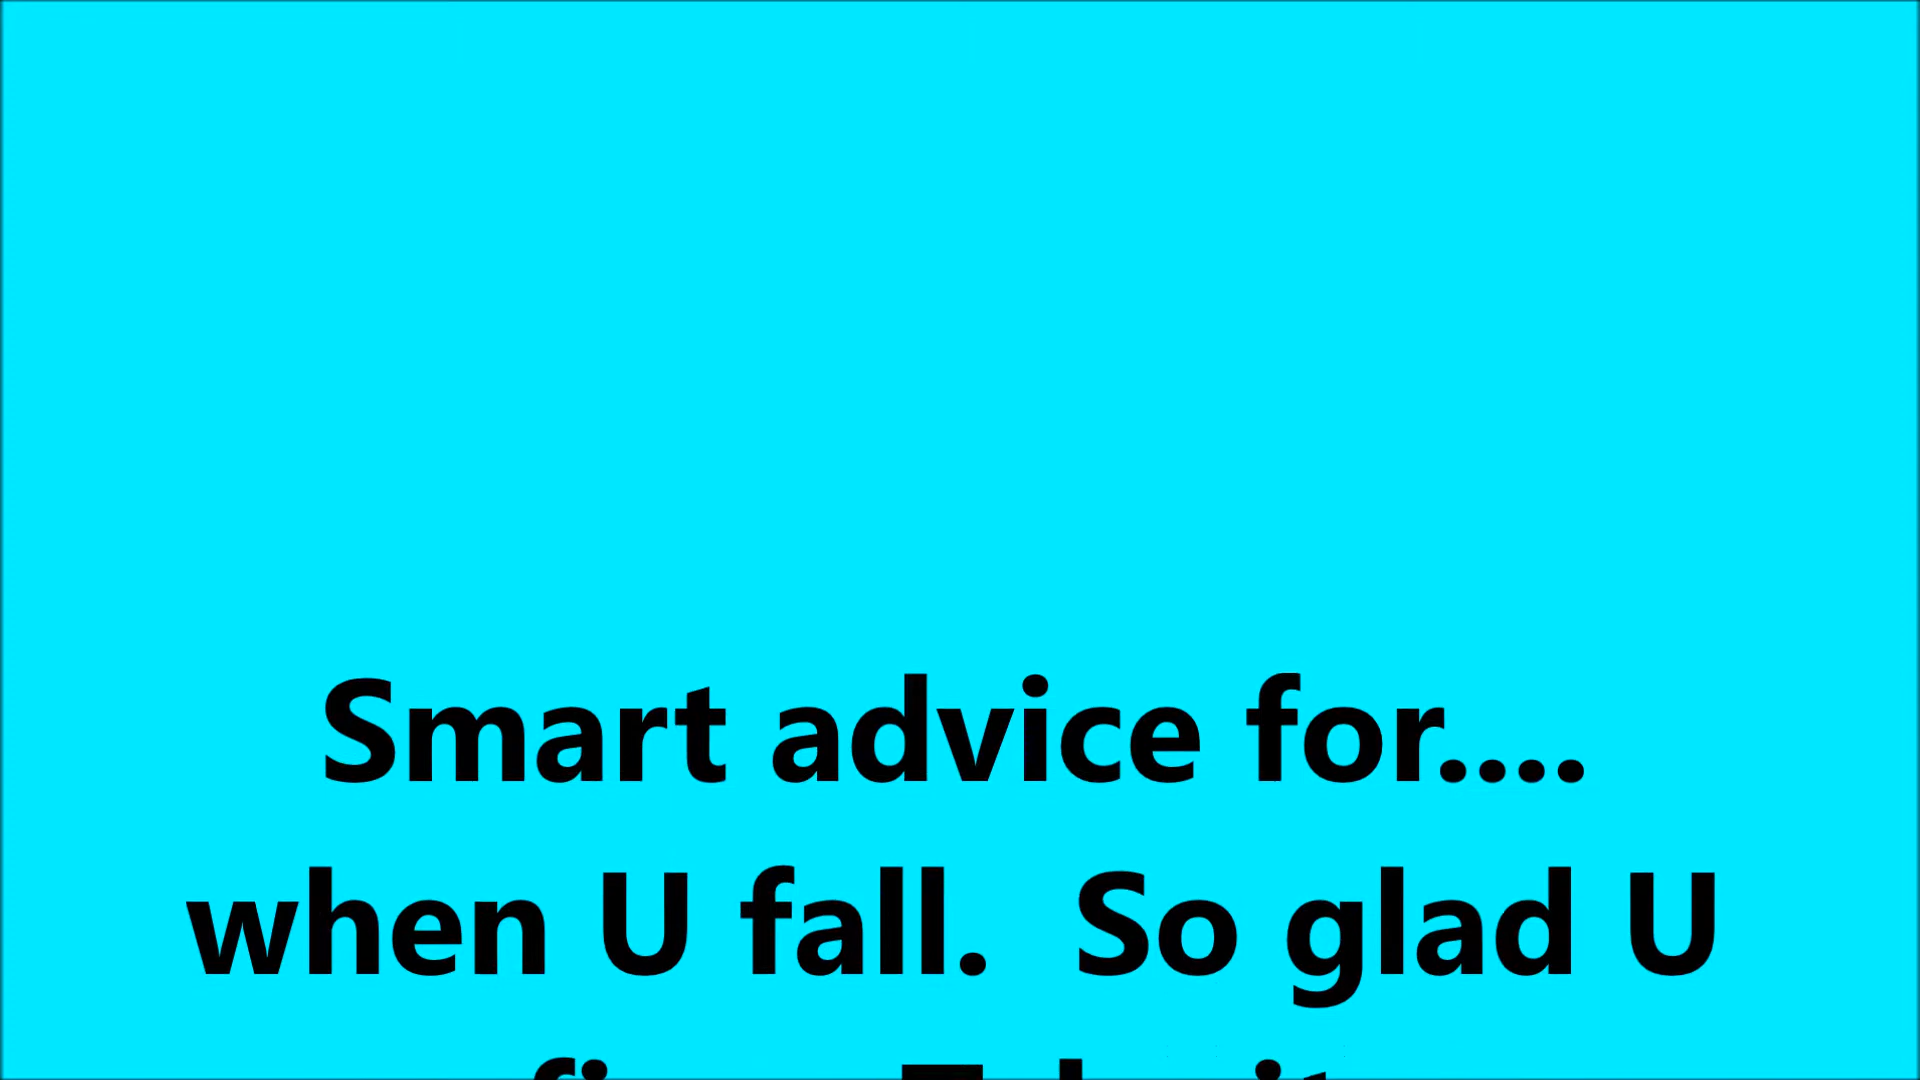 Smart advice for....
when U fall.  So glad U